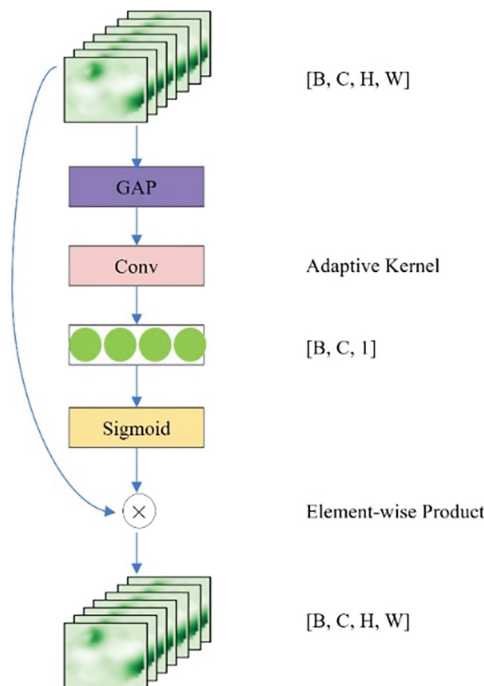 [B, C, H, W]
GAP
Conv
Adaptive Kernel
[B, C, 1]
Sigmoid
×
Element-wise Product
[B, C, H, W]